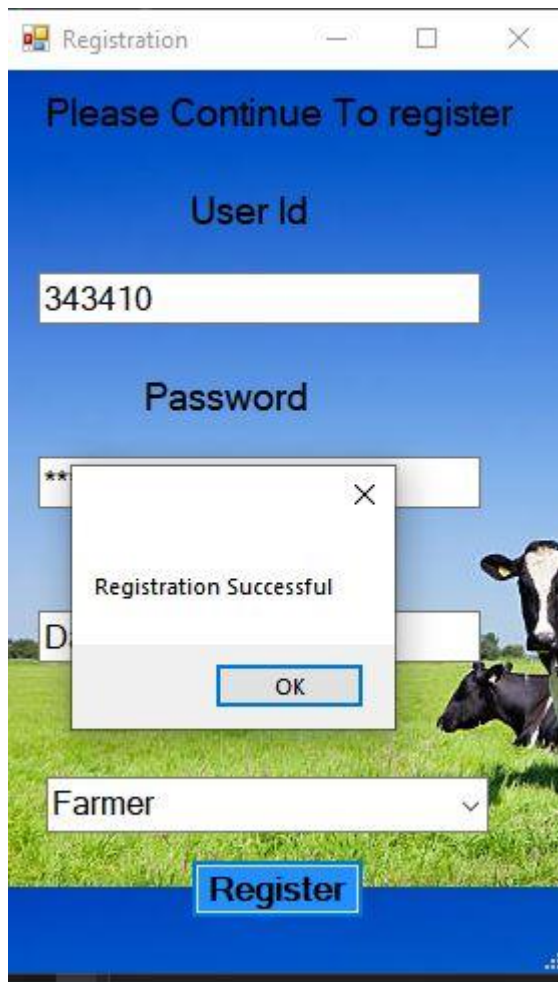 Registration
Please Continue To register
User Id
343410
Password
Registration Successful
OK
Farmer
Register